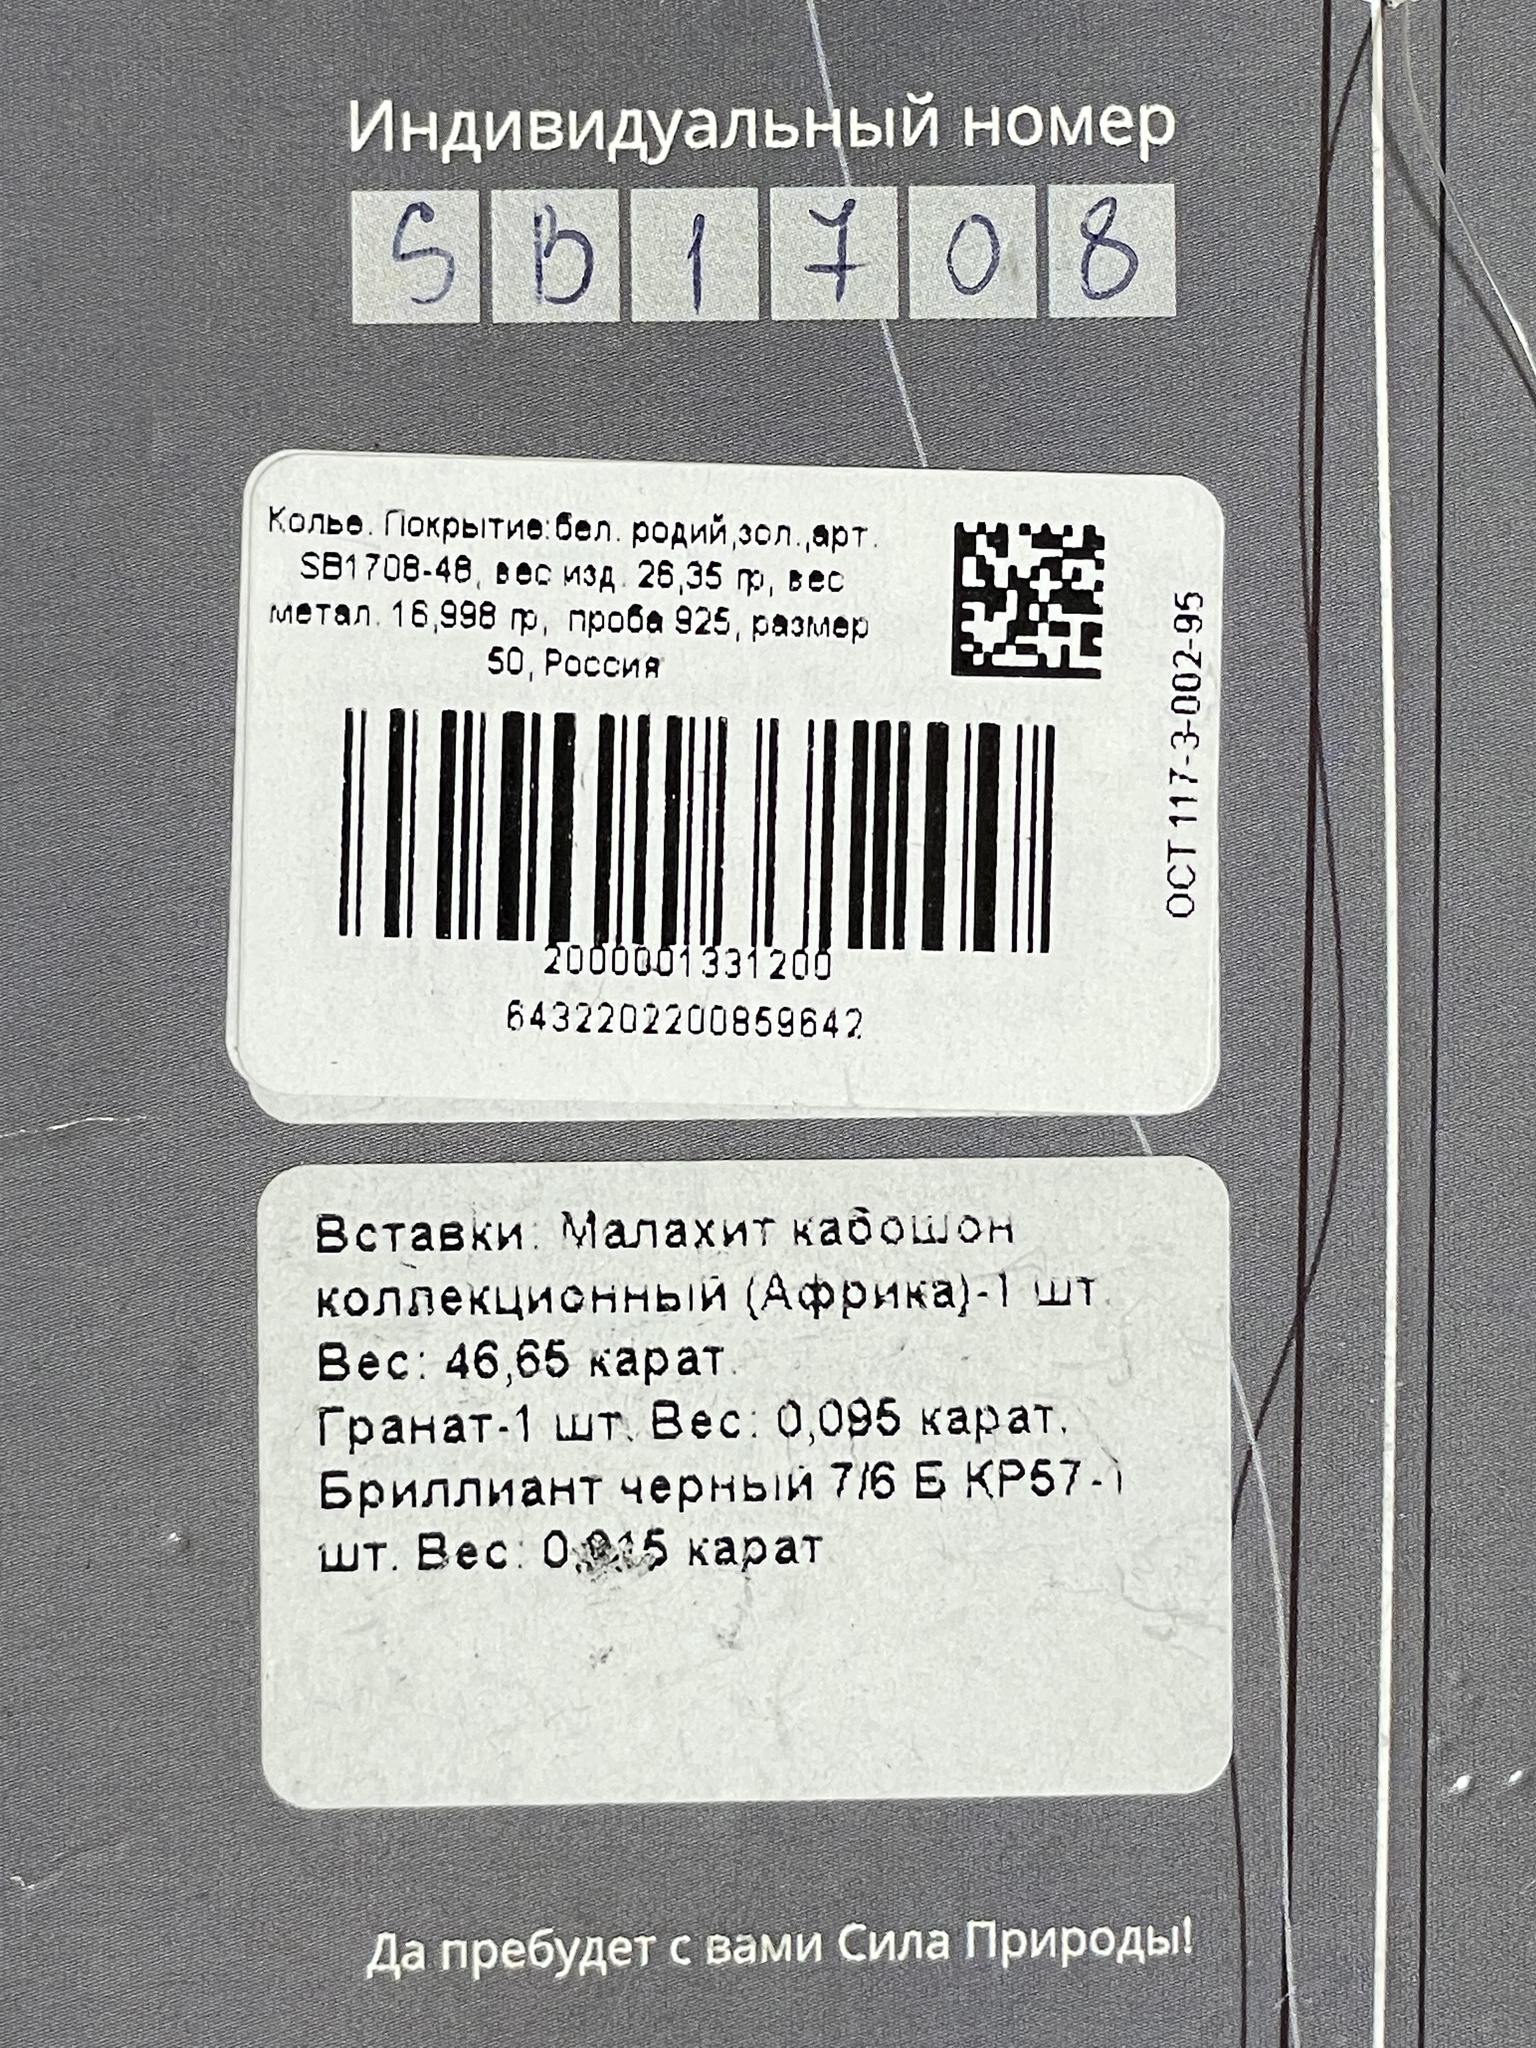 Индивидуальный номер
SB1708
Колье. Покрытие:бел. родий,зол.,арт.
SB1708-48, вес изд. 26,35 гр, вес
метал. 16,998 гр, проба 925, размер
50, Россия
ОСТ 117-3-002-95
2000001331200
6432202200859642
Вставки: Малахит кабошон
коллекционный (Африка)-1 шт.
Вес: 46,65 карат.
Гранат-1 шт. Вес: 0,095 карат.
Бриллиант черный 7/6 Б КР57-1
шт. Вес: карат
Да пребудет с вами Сила Природы!